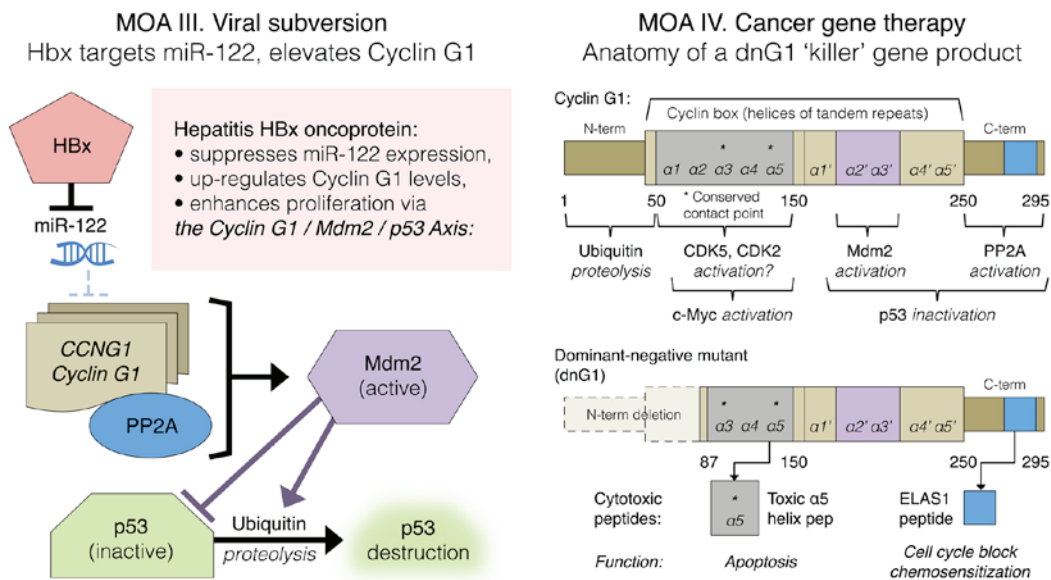 MOA III. Viral subversion
Hbx targets miR-122, elevates Cyclin G1
HBx
miR-122
Hepatitis HBx oncoprotein:
• suppresses miR-122 expression,
• up-regulates Cyclin G1 levels,
• enhances proliferation via
the Cyclin G1 / Mdm2 / p53 Axis:
CCNG1
Cyclin G1
PP2A
Mdm2
(active)
p53
(inactive)
Ubiquitin
proteolysis
p53
destruction
MOA IV. Cancer gene therapy
Anatomy of a dnG1 ‘killer’ gene product
Cyclin G1:
Cyclin box (helices of tandem repeats)
N-term
C-term
* *
α1 α2 α3 α4 α5 α1' α2' α3' α4' α5'
1 50 * Conserved 150 250 295
contact point
Ubiquitin
proteolysis
CDK5, CDK2
activation?
Mdm2
activation
PP2A
activation
c-Myc activation
p53 inactivation
Dominant-negative mutant
(dnG1)
C-term
N-term deletion
* *
α3 α4 α5 α1' α2' α3' α4' α5'
87 150 250 295
Cytotoxic
peptides:
*
α5
Toxic α5
helix pep
ELAS1
peptide
Function:
Apoptosis
Cell cycle block
chemosensitization